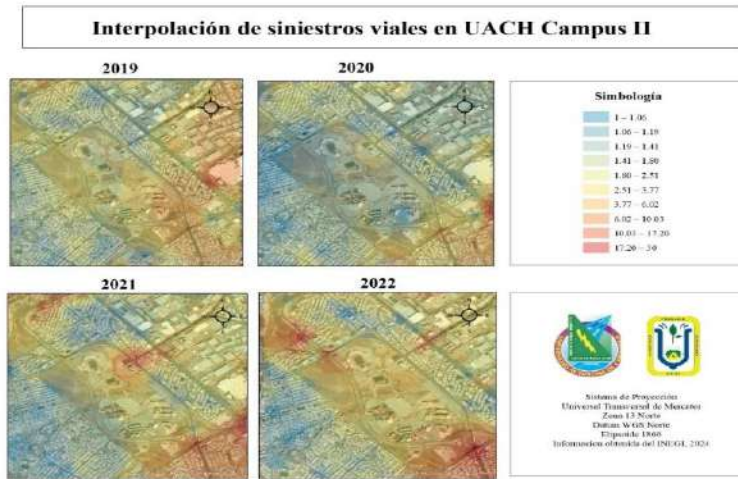 Interpolación de siniestros viales en UACH Campus II
2019
2020
Simbología
1 – 1.06
1.06 – 1.19
1.19 – 1.41
1.41 – 1.80
1.80 – 2.51
2.51 – 3.77
3.77 – 6.02
6.02 – 10.03
10.03 – 17.20
17.20 – 30
2021
2022
Sistema de Proyección
Universal Transversal de Mercator
Zona 13 Norte
Datum WGS Norte
Elipsoide 1866
Informacion obtenida del INEGI, 2024